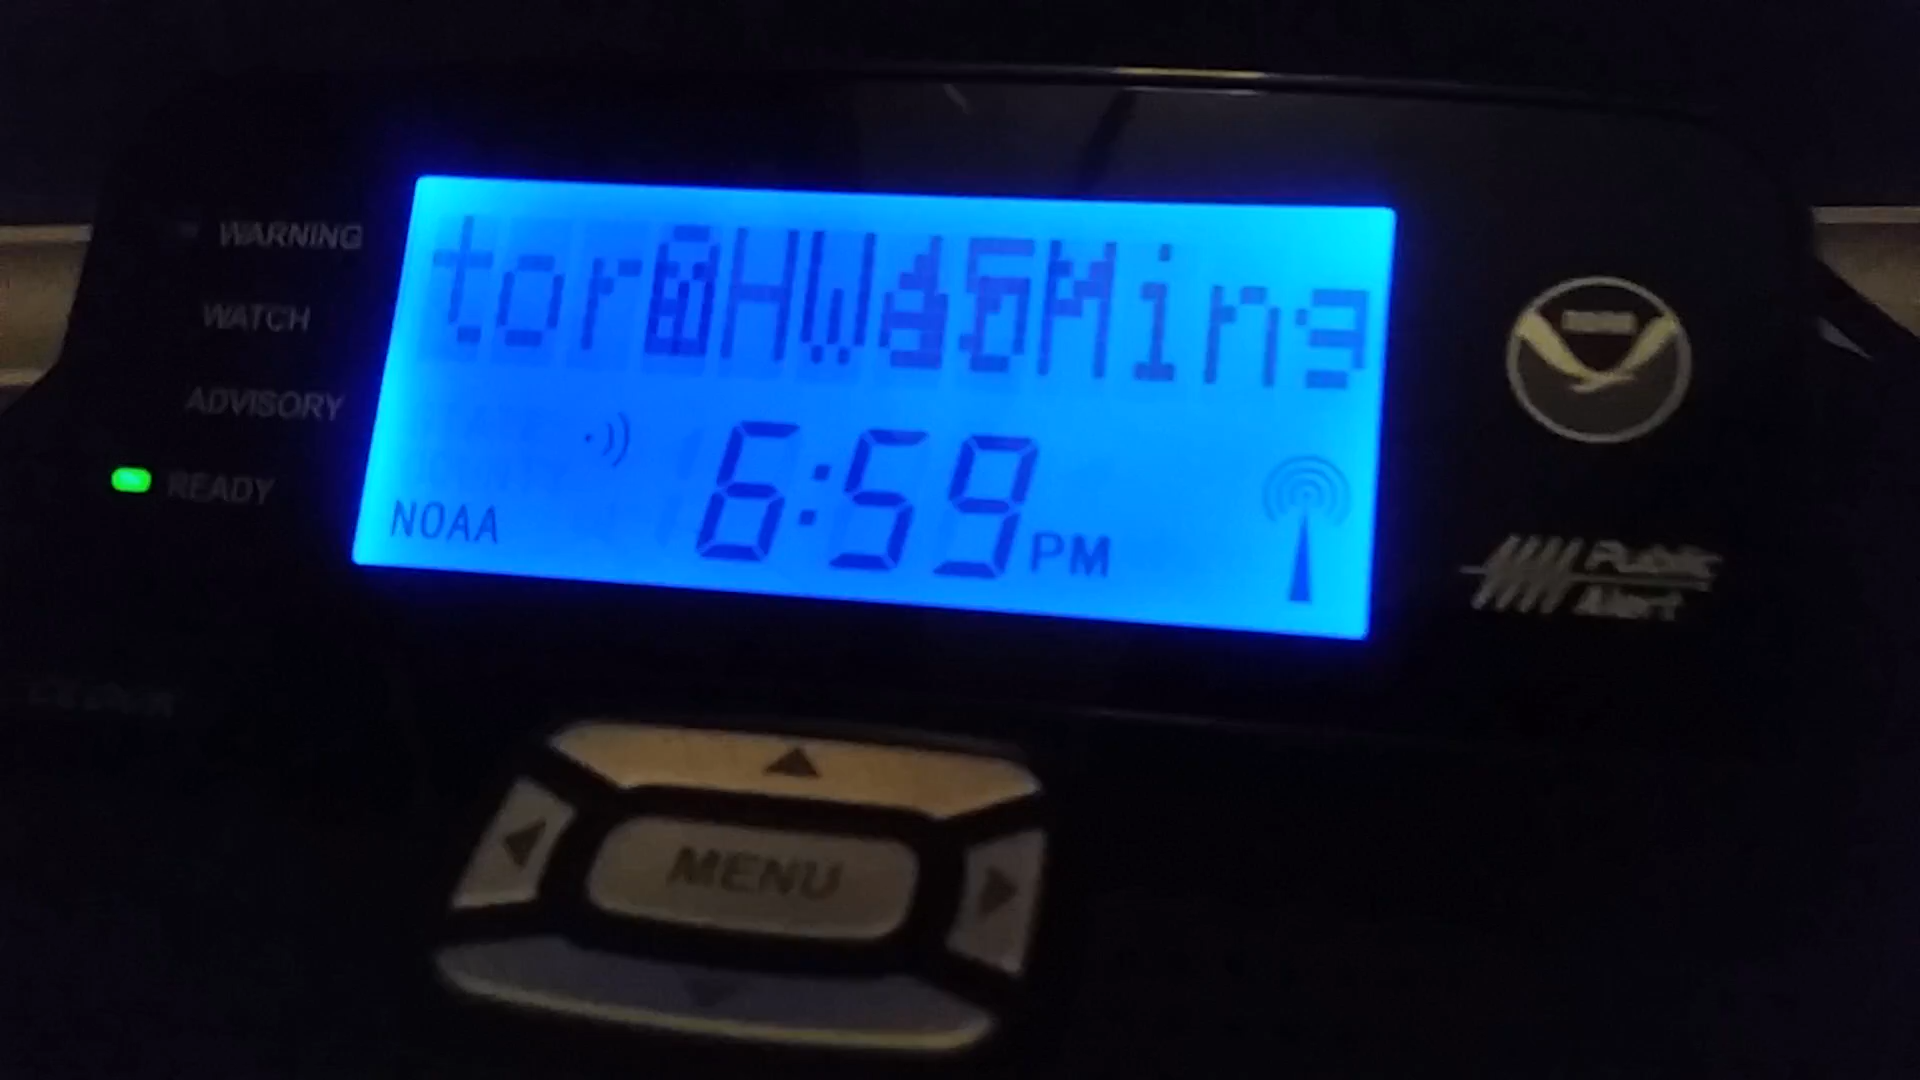 WARNING
WATCH
ADVISORY
READY
6:59 PM
NOAA
Public
Alert
MENU